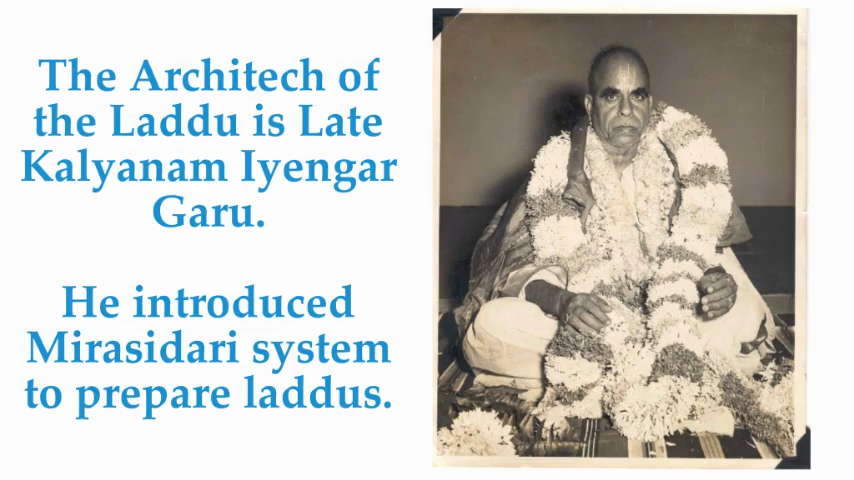 The Architech of
the Laddu is Late
Kalyanam Iyengar
Garu.
He introduced
Mirasidari system
to prepare laddus.